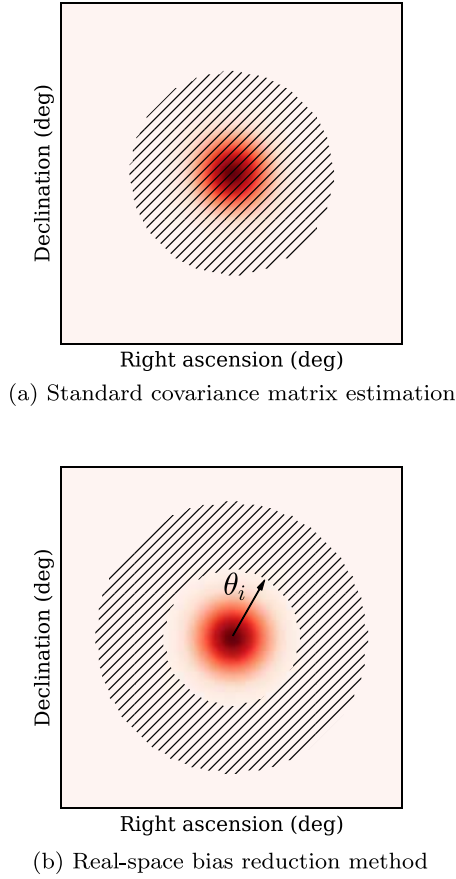 Declination (deg)
Right ascension (deg)
(a) Standard covariance matrix estimation
θi
Declination (deg)
Right ascension (deg)
(b) Real-space bias reduction method